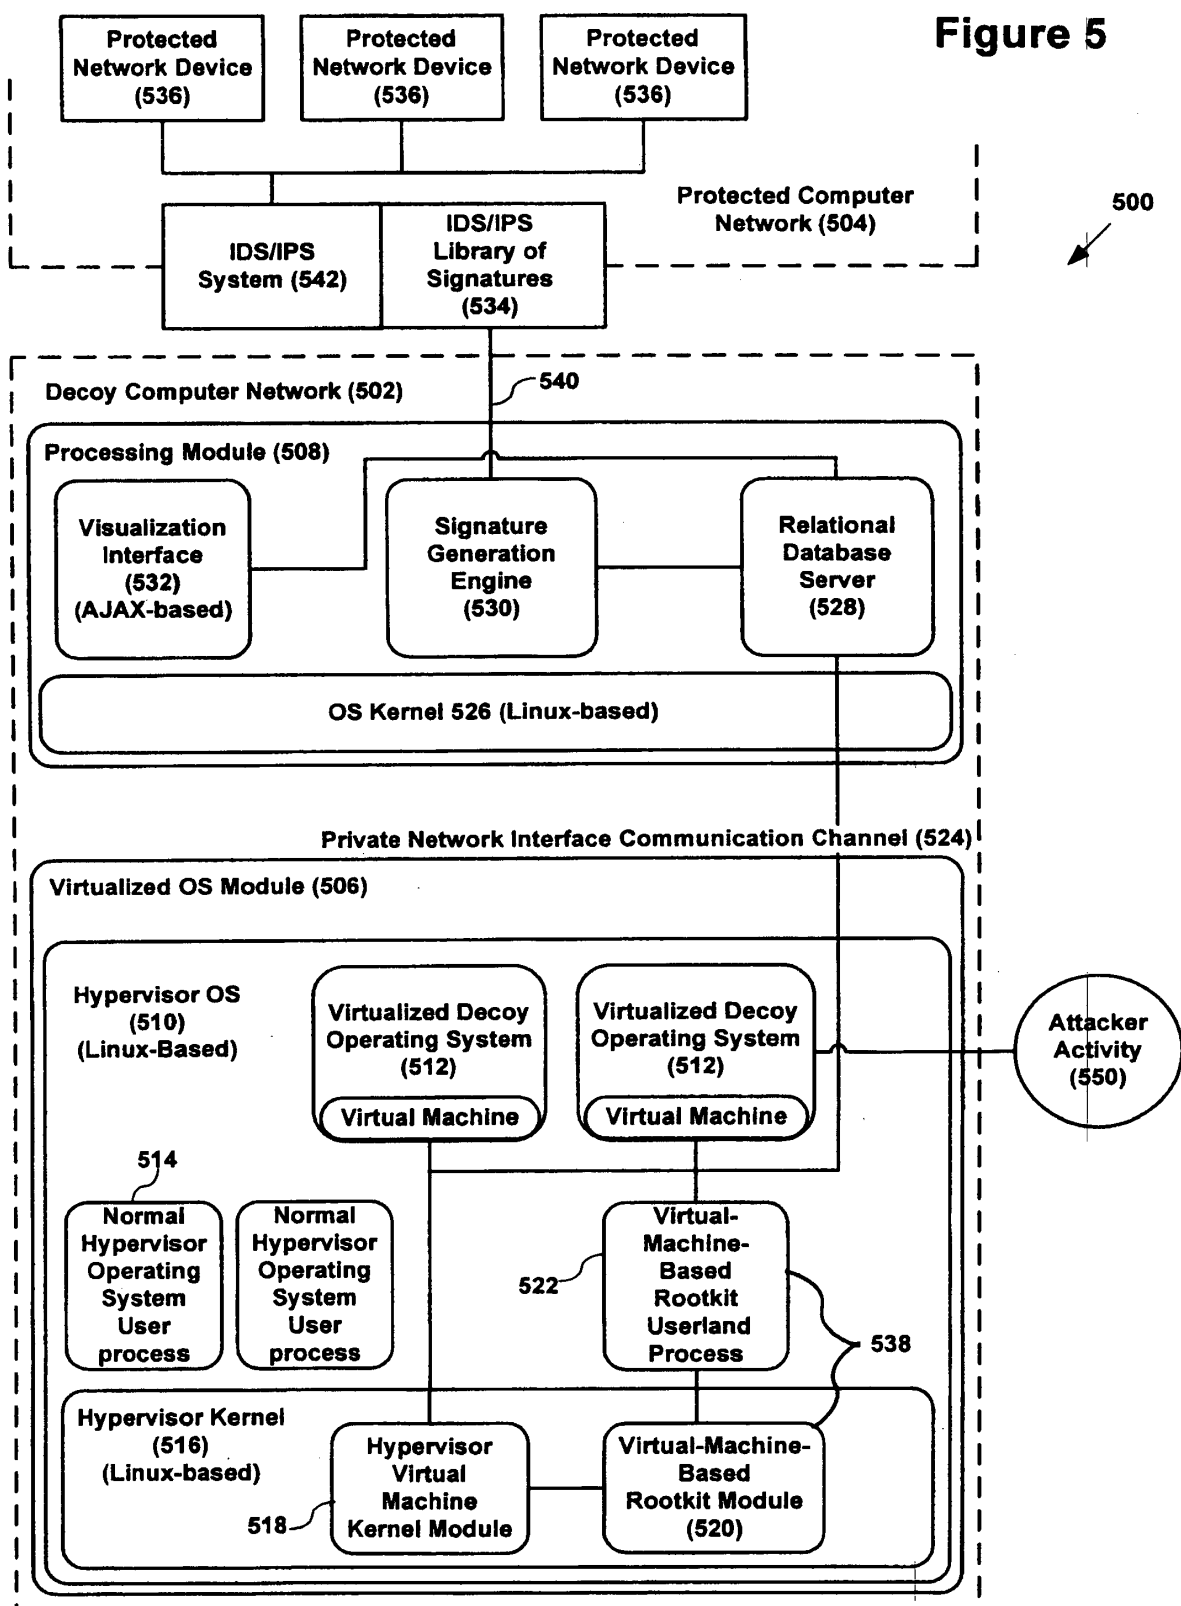 Figure 5
Protected
Network Device
(536)
Protected
Network Device
(536)
Protected
Network Device
(536)
Protected Computer
Network (504)
500
IDS/IPS
System (542)
IDS/IPS
Library of
Signatures
(534)
Decoy Computer Network (502)
540
Processing Module (508)
Visualization
Interface
(532)
(AJAX-based)
Signature
Generation
Engine
(530)
Relational
Database
Server
(528)
OS Kernel 526 (Linux-based)
Private Network Interface Communication Channel (524)
Virtualized OS Module (506)
Hypervisor OS
(510)
(Linux-Based)
Virtualized Decoy
Operating System
(512)
Virtual Machine
Virtualized Decoy
Operating System
(512)
Virtual Machine
Attacker
Activity
(550)
514
Normal
Hypervisor
Operating
System
User
process
Normal
Hypervisor
Operating
System
User
process
522
Virtual-
Machine-
Based
Rootkit
Userland
Process
538
Hypervisor Kernel
(516)
(Linux-based)
518
Hypervisor
Virtual
Machine
Kernel Module
Virtual-Machine-
Based
Rootkit Module
(520)